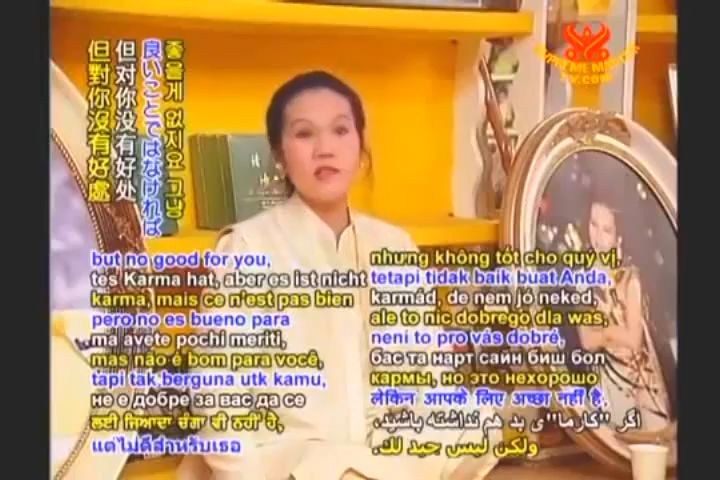 SUPREME MASTER
TV.COM
좋을게 없지요 그냥
良いことではなければ
但对你没有好处
但對你沒有好處
but no good for you,
tes Karma hat, aber es ist nicht
karma, mais ce n'est pas bien
pero no es bueno para
ma avete pochi meriti,
mas não é bom para você,
tapi tak berguna utk kamu,
не е добре за вас да се
ਲਈ ਜਿਆਦਾ ਚੰਗਾ ਵੀ ਨਹੀਂ ਹੈ,
แต่ไม่ดีสำหรับเธอ
nhưng không tốt cho quý vị,
tetapi tidak baik buat Anda,
karmád, de nem jó neked,
ale to nic dobrego dla was,
není to pro vás dobré,
бас та нарт сайн биш бол
кармы, но это нехорошо
लेकिन आपके लिए अच्छा नहीं है,
اگر "کارما"ی بد هم نداشته باشید،
ولكن ليس جيد لك.